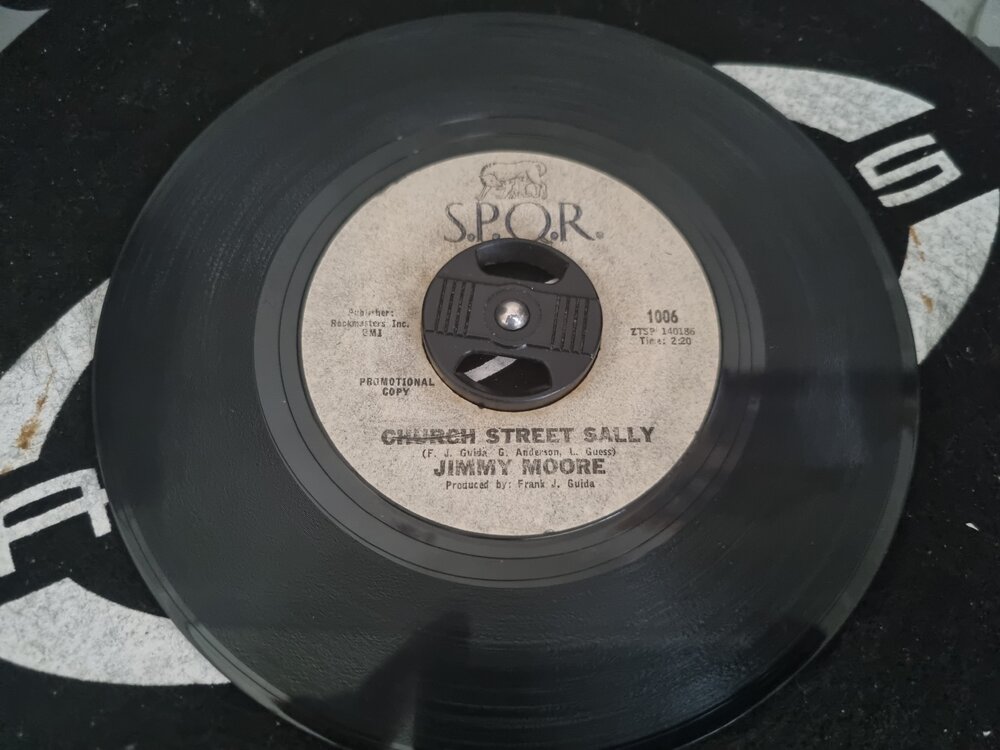 S.P.Q.R.
Publisher:
Rockmasters Inc.
BMI
1006
ZTSP 140186
Time: 2:20
PROMOTIONAL
COPY
CHURCH STREET SALLY
(F. J. Guida, G. Anderson, L. Guess)
JIMMY MOORE
Produced by: Frank J. Guida
S